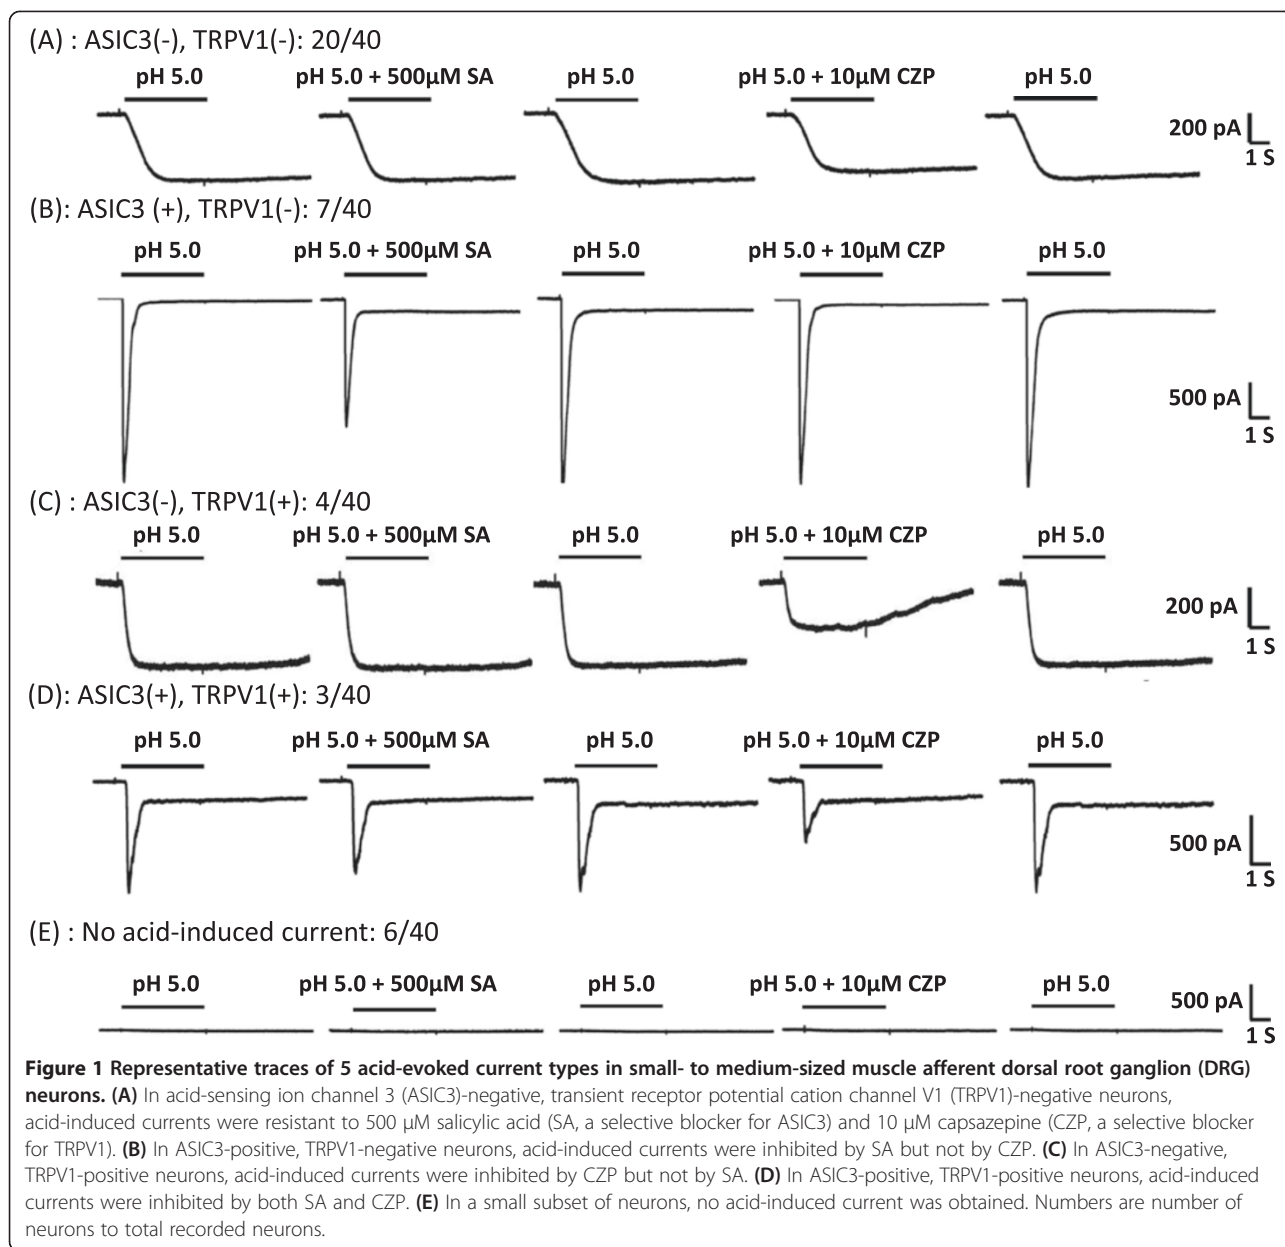 (A) : ASIC3(-), TRPV1(-): 20/40
pH 5.0
pH 5.0 + 500µM SA
pH 5.0
pH 5.0 + 10µM CZP
pH 5.0
200 pA
1 S
(B): ASIC3 (+), TRPV1(-): 7/40
pH 5.0
pH 5.0 + 500µM SA
pH 5.0
pH 5.0 + 10µM CZP
pH 5.0
500 pA
1 S
(C) : ASIC3(-), TRPV1(+): 4/40
pH 5.0
pH 5.0 + 500µM SA
pH 5.0
pH 5.0 + 10µM CZP
pH 5.0
200 pA
1 S
(D): ASIC3(+), TRPV1(+): 3/40
pH 5.0
pH 5.0 + 500µM SA
pH 5.0
pH 5.0 + 10µM CZP
pH 5.0
500 pA
1 S
(E) : No acid-induced current: 6/40
pH 5.0
pH 5.0 + 500µM SA
pH 5.0
pH 5.0 + 10µM CZP
pH 5.0
500 pA
1 S
Figure 1 Representative traces of 5 acid-evoked current types in small- to medium-sized muscle afferent dorsal root ganglion (DRG)
neurons. (A) In acid-sensing ion channel 3 (ASIC3)-negative, transient receptor potential cation channel V1 (TRPV1)-negative neurons,
acid-induced currents were resistant to 500 µM salicylic acid (SA, a selective blocker for ASIC3) and 10 µM capsazepine (CZP, a selective blocker
for TRPV1). (B) In ASIC3-positive, TRPV1-negative neurons, acid-induced currents were inhibited by SA but not by CZP. (C) In ASIC3-negative,
TRPV1-positive neurons, acid-induced currents were inhibited by CZP but not by SA. (D) In ASIC3-positive, TRPV1-positive neurons, acid-induced
currents were inhibited by both SA and CZP. (E) In a small subset of neurons, no acid-induced current was obtained. Numbers are number of
neurons to total recorded neurons.